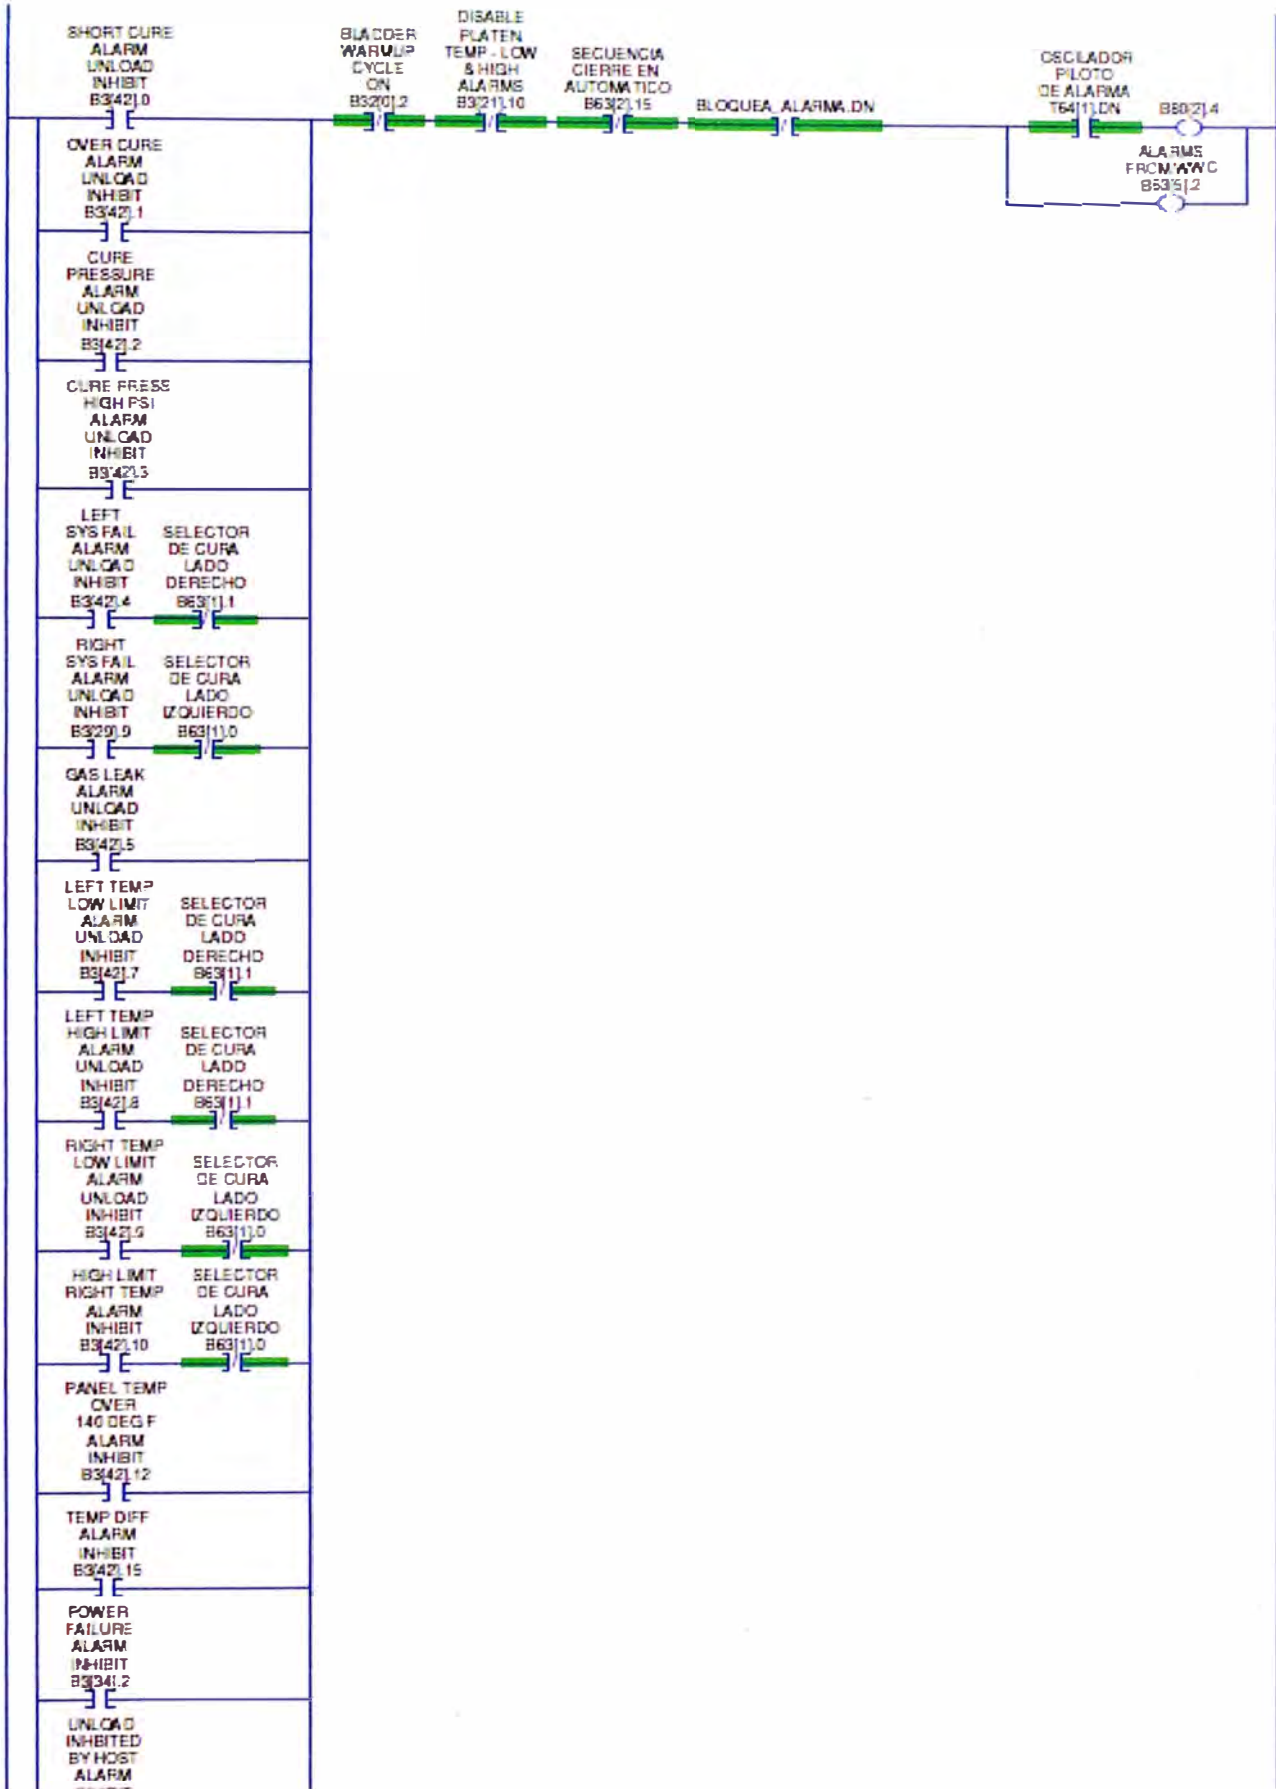 SHORT CURE
ALARM
UNLOAD
INHIBIT
B3[42].0
BLADDER
WARMUP
CYCLE
ON
B32[0].2
DISABLE
PLATEN
TEMP - LOW
& HIGH
ALARMS
B3[21].10
SECUENCIA
CIERRE EN
AUTOMATICO
B63[2].15
BLOQUEA_ALARMA.DN
OSCILADOR
PILOTO
DE ALARMA
T64[1].DN
ALARMS
OVER CURE
ALARM
UNLOAD
INHIBIT
B3[42].1
CURE
PRESSURE
ALARM
UNLOAD
INHIBIT
B3[42].2
CURE PRESS
HIGH PSI
ALARM
UNLOAD
INHIBIT
B3[42].3
LEFT
SYS FAIL
ALARM
UNLOAD
INHIBIT
B3[42].4
SELECTOR
DE CURA
LADO
DERECHO
B63[1].1
RIGHT
SYS FAIL
ALARM
UNLOAD
INHIBIT
B3[29].9
SELECTOR
DE CURA
LADO
IZQUIERDO
B63[1].0
GAS LEAK
ALARM
UNLOAD
INHIBIT
B3[42].5
LEFT TEMP
LOW LIMIT
ALARM
UNLOAD
INHIBIT
B3[42].7
SELECTOR
DE CURA
LADO
DERECHO
B63[1].1
LEFT TEMP
HIGH LIMIT
ALARM
UNLOAD
INHIBIT
B3[42].8
SELECTOR
DE CURA
LADO
DERECHO
B63[1].1
RIGHT TEMP
LOW LIMIT
ALARM
UNLOAD
INHIBIT
B3[42].9
SELECTOR
DE CURA
LADO
IZQUIERDO
B63[1].0
HIGH LIMIT
RIGHT TEMP
ALARM
INHIBIT
B3[42].10
SELECTOR
DE CURA
LADO
IZQUIERDO
B63[1].0
PANEL TEMP
OVER
140 DEG F
ALARM
INHIBIT
B3[42].12
TEMP DIFF
ALARM
INHIBIT
B3[42].15
POWER
FAILURE
ALARM
INHIBIT
B3[34].2
UNLOAD
INHBITED
BY HOST
ALARM